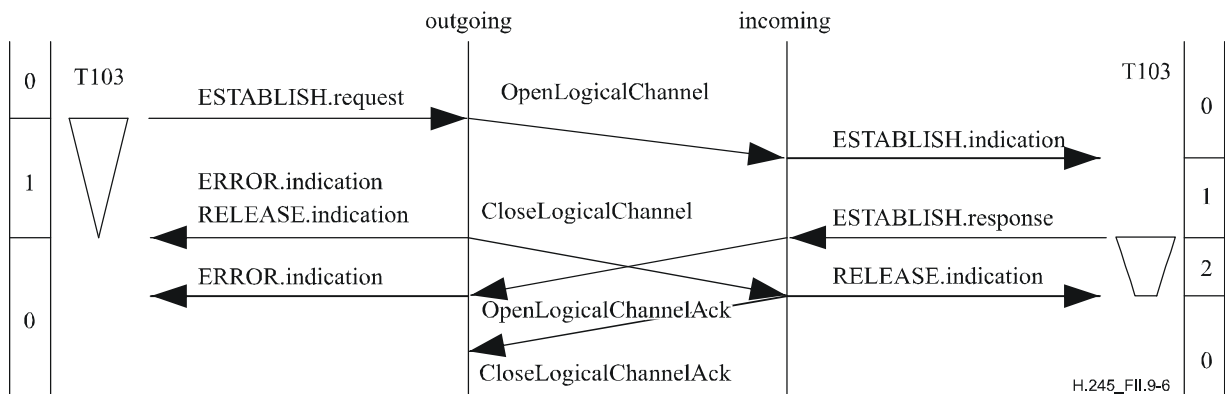 outgoing
incoming
0
T103
T103
ESTABLISH.request
OpenLogicalChannel
0
ESTABLISH.indication
1
ERROR.indication
RELEASE.indication
CloseLogicalChannel
ESTABLISH.response
1
ERROR.indication
RELEASE.indication
2
0
OpenLogicalChannelAck
CloseLogicalChannelAck
0
H.245_FII.9-6